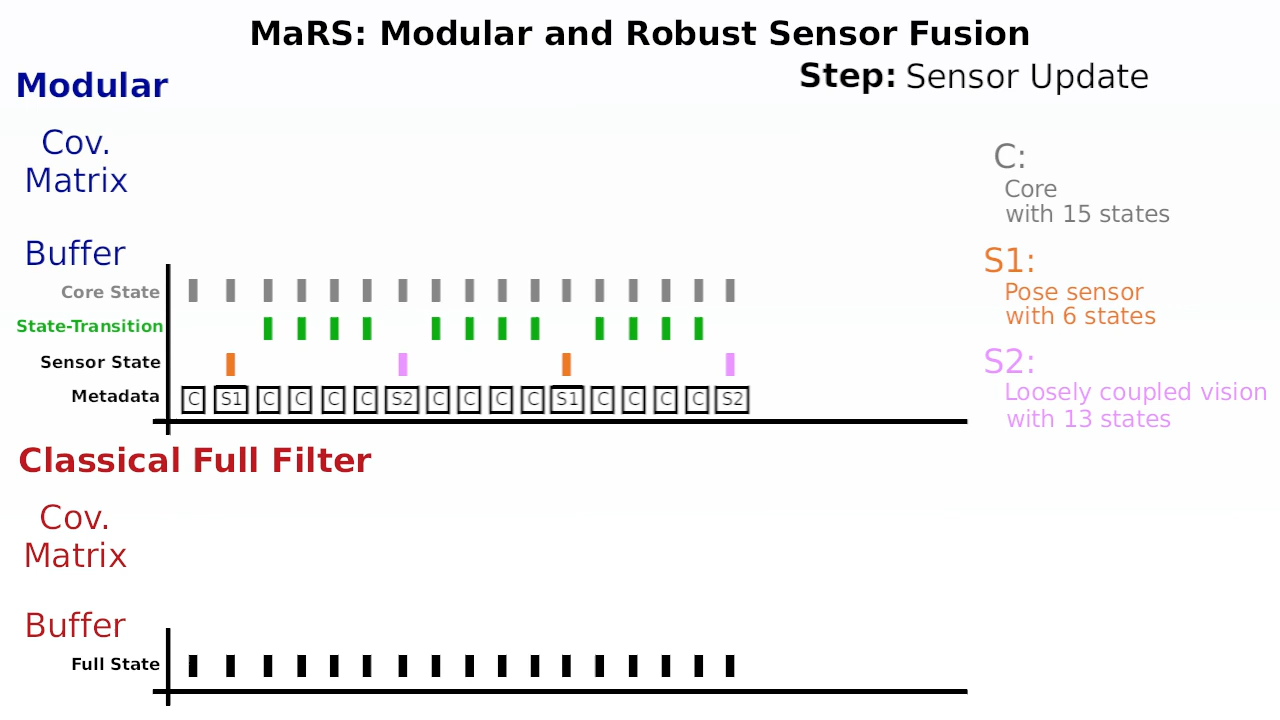 MaRS: Modular and Robust Sensor Fusion
Step: Sensor Update
Modular
Cov.
Matrix
Buffer
Core State
State-Transition
Sensor State
Metadata
C S1 C C C C S2 C C C C S1 C C C C S2
C:
Core
with 15 states
S1:
Pose sensor
with 6 states
S2:
Loosely coupled vision
with 13 states
Classical Full Filter
Cov.
Matrix
Buffer
Full State